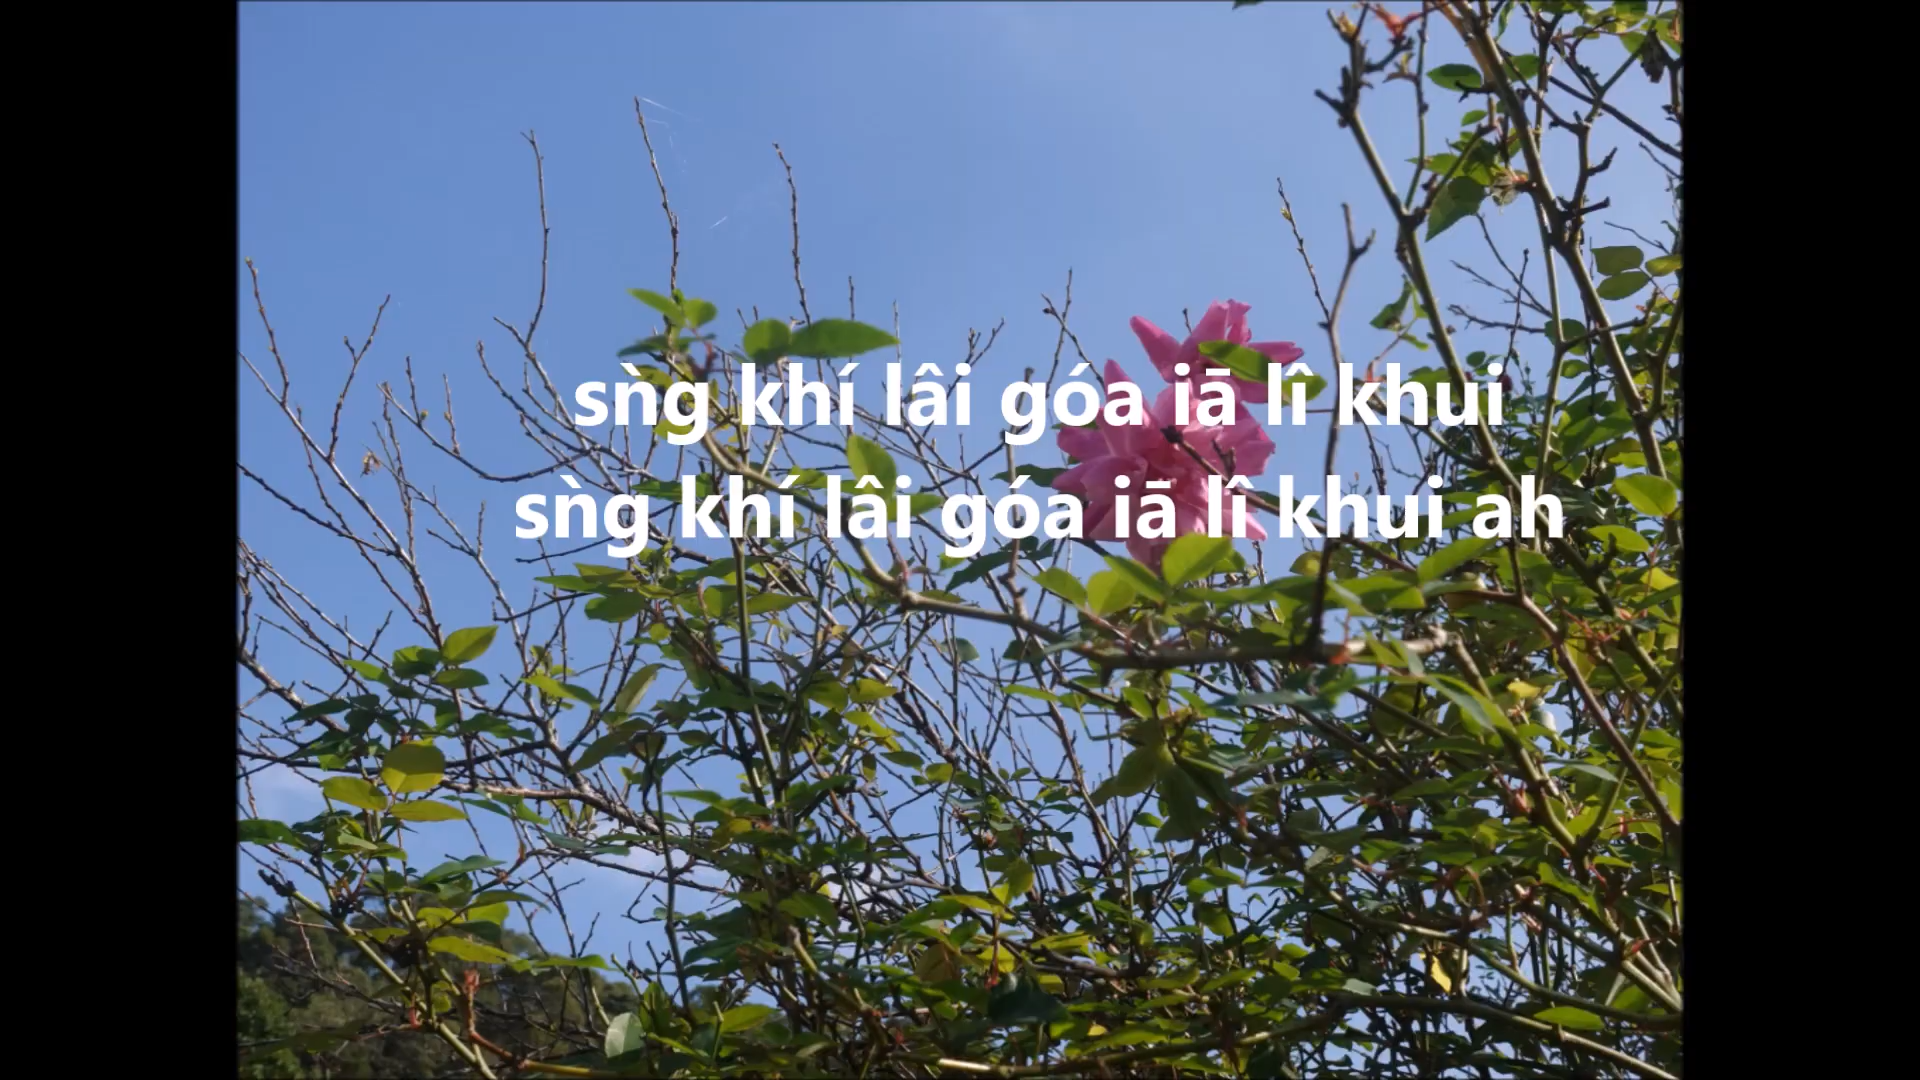 sǹg khí lâi góa iā lî khui
sǹg khí lâi góa iā lî khui ah